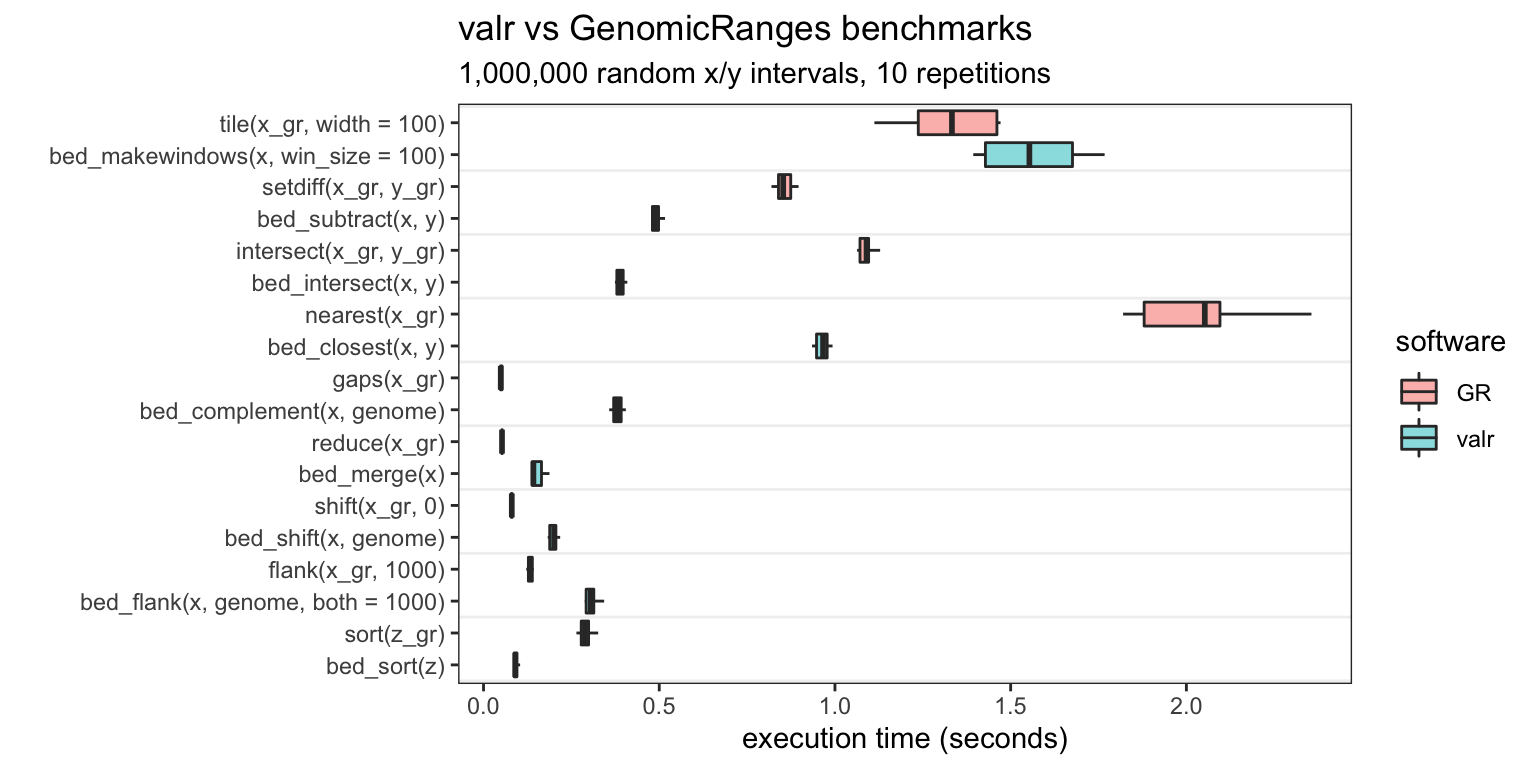 valr vs GenomicRanges benchmarks
1,000,000 random x/y intervals, 10 repetitions
tile(x_gr, width = 100)
bed_makewindows(x, win_size = 100)
setdiff(x_gr, y_gr)
bed_subtract(x, y)
intersect(x_gr, y_gr)
bed_intersect(x, y)
nearest(x_gr)
bed_closest(x, y)
gaps(x_gr)
bed_complement(x, genome)
reduce(x_gr)
bed_merge(x)
shift(x_gr, 0)
bed_shift(x, genome)
flank(x_gr, 1000)
bed_flank(x, genome, both = 1000)
sort(z_gr)
bed_sort(z)
0.0 0.5 1.0 1.5 2.0
execution time (seconds)
software
GR
valr